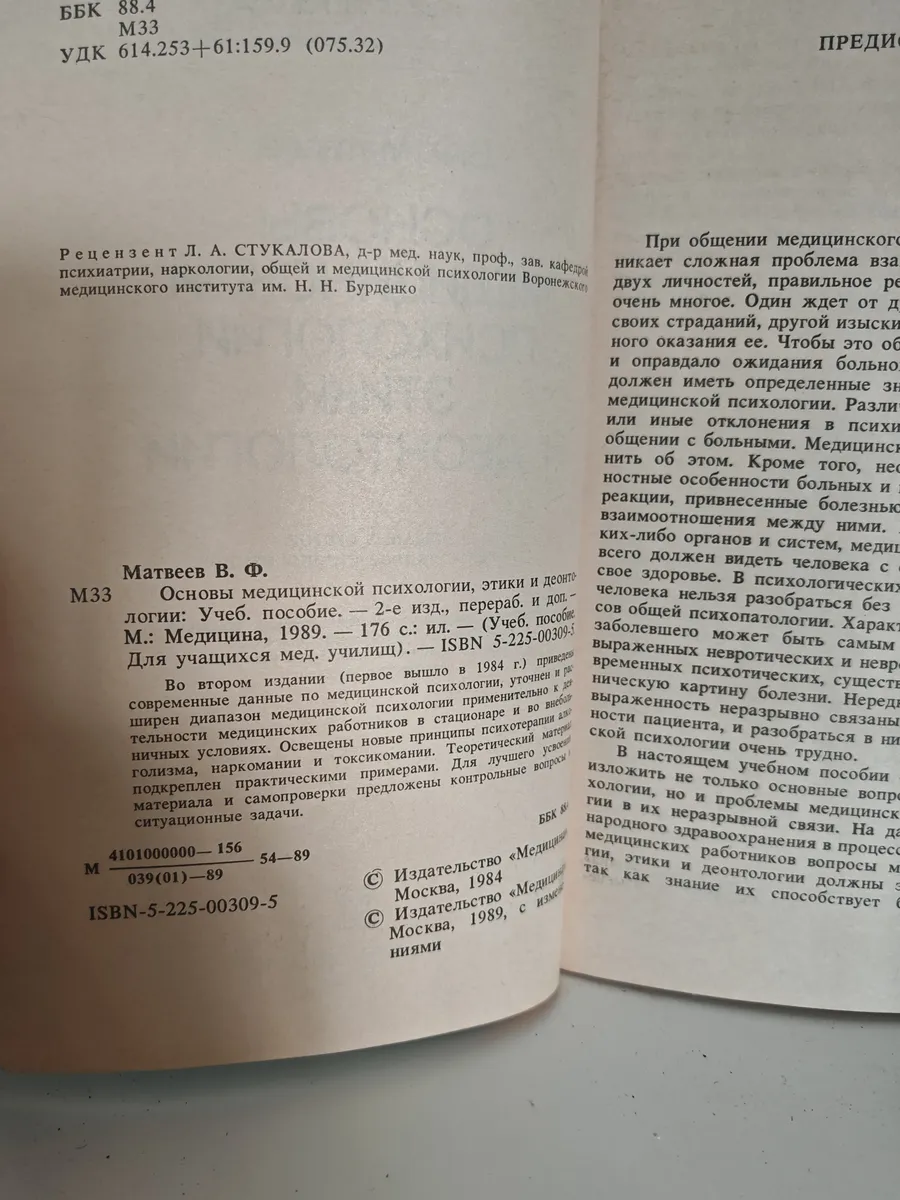 ББК 88.4
М33
УДК 614.253+61:159.9 (075.32)
Рецензент Л. А. СТУКАЛОВА, д-р мед. наук, проф., зав. кафедрой
психиатрии, наркологии, общей и медицинской психологии Воронежского
медицинского института им. Н. Н. Бурденко
Матвеев В. Ф.
М33 Основы медицинской психологии, этики и деонто-
логии: Учеб. пособие. — 2-е изд., перераб. и доп. —
М.: Медицина, 1989. — 176 с.: ил. — (Учеб. пособие.
Для учащихся мед. училищ). — ISBN 5-225-00309-5
Во втором издании (первое вышло в 1984 г.) приведены
современные данные по медицинской психологии, уточнен и рас-
ширен диапазон медицинской психологии применительно к дея-
тельности медицинских работников в стационаре и во внеболь-
ничных условиях. Освещены новые принципы психотерапии алко-
голизма, наркомании и токсикомании. Теоретический материал
подкреплен практическими примерами. Для лучшего усвоения
материала и самопроверки предложены контрольные вопросы и
ситуационные задачи.
ББК 88
М 4101000000—156
039(01)—89 54—89
ISBN-5-225-00309-5
© Издательство «Медицина
Москва, 1984
© Издательство «Медицина
Москва, 1989, с измене
ниями
ПРЕДИС
При общении медицинского
никает сложная проблема вза
двух личностей, правильное ре
очень многое. Один ждет от д
своих страданий, другой изыски
ного оказания ее. Чтобы это об
и оправдало ожидания больно
должен иметь определенные зн
медицинской психологии. Разли
или иные отклонения в психи
общении с больными. Медицинск
нить об этом. Кроме того, нео
ностные особенности больных и
реакции, привнесенные болезнью
взаимоотношения между ними.
ких-либо органов и систем, медиц
всего должен видеть человека с
свое здоровье. В психологических
человека нельзя разобраться без
сов общей психопатологии. Характ
заболевшего может быть самым
выраженных невротических и невр
временных психотических, сущест
ническую картину болезни. Неред
выраженность неразрывно связаны
ности пациента, и разобраться в ни
ской психологии очень трудно.
В настоящем учебном пособии
изложить не только основные вопр
хологии, но и проблемы медицинск
гии в их неразрывной связи. На да
народного здравоохранения в процес
медицинских работников вопросы м
гии, этики и деонтологии должны з
так как знание их способствует б